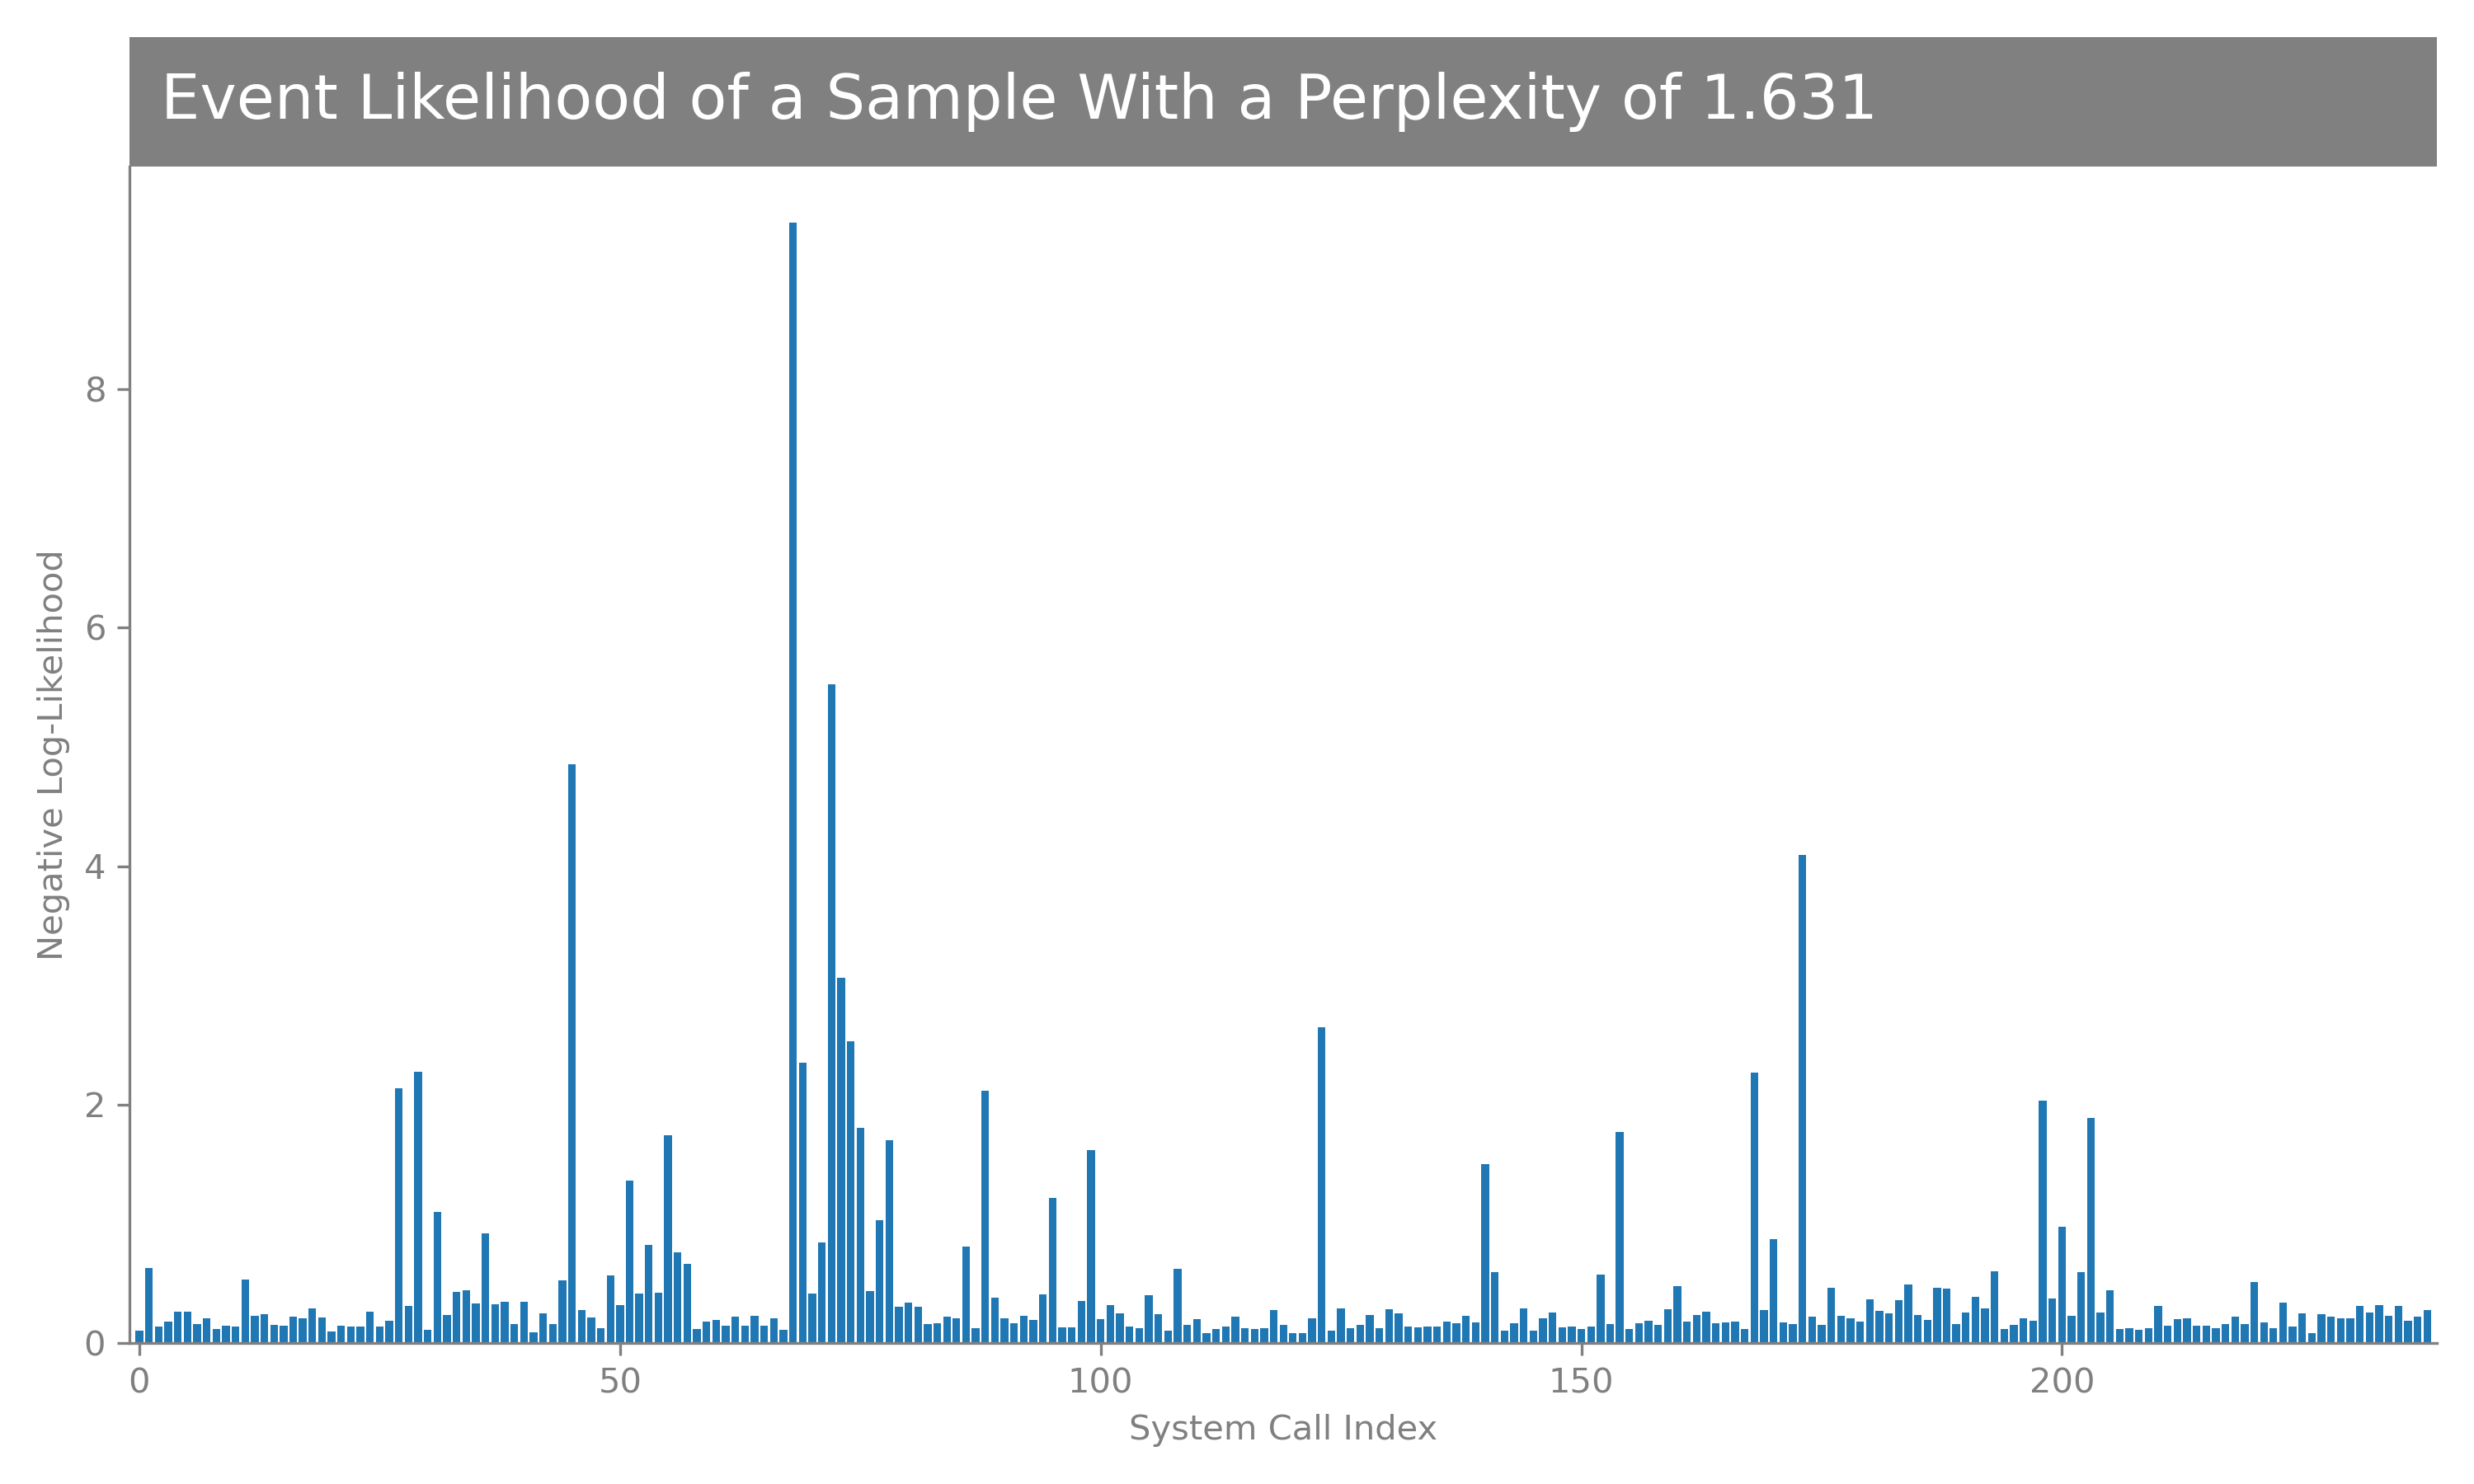 Event Likelihood of a Sample With a Perplexity of 1.631
Negative Log-Likelihood
8
6
4
2
0
0 50 100 150 200
System Call Index